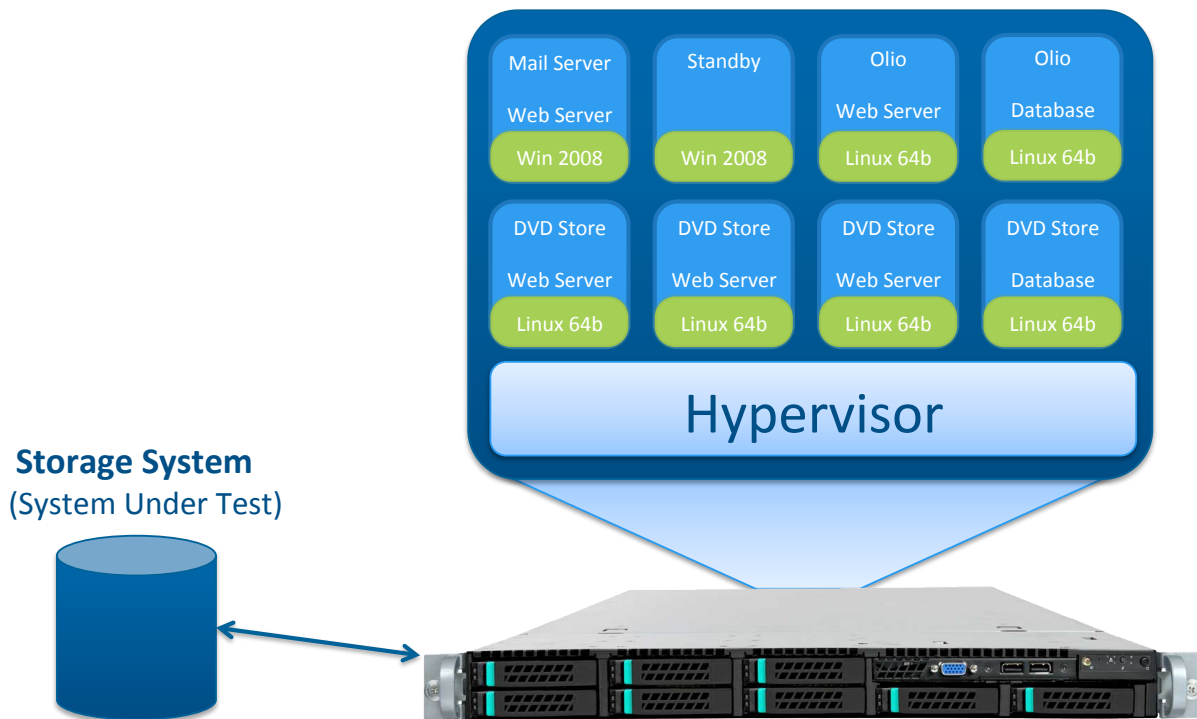 Mail Server
Web Server
Win 2008
Standby
Win 2008
Olio
Web Server
Linux 64b
Olio
Database
Linux 64b
DVD Store
Web Server
Linux 64b
DVD Store
Web Server
Linux 64b
DVD Store
Web Server
Linux 64b
DVD Store
Database
Linux 64b
Hypervisor
Storage System
(System Under Test)